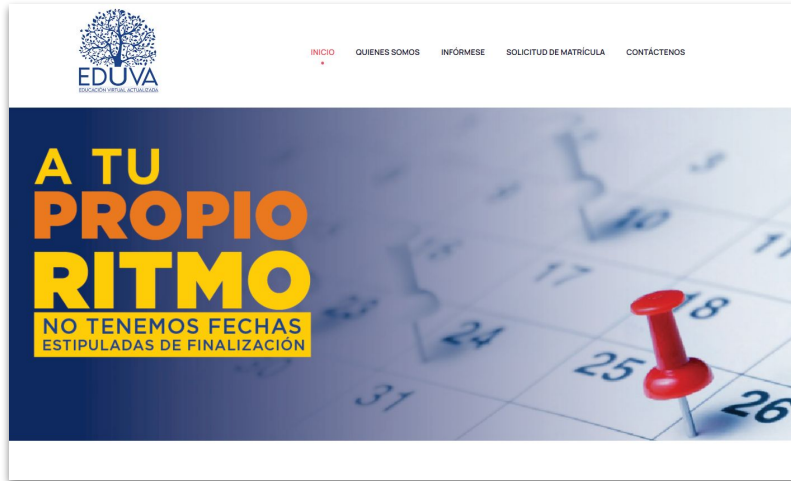 EDUVA
EDUCACIÓN VIRTUAL ACTUALIZADA
INICIO QUIENES SOMOS INFÓRMESE SOLICITUD DE MATRÍCULA CONTÁCTENOS
A TU
PROPIO
RITMO
NO TENEMOS FECHAS
ESTIPULADAS DE FINALIZACIÓN
17
18
24
25
26
31